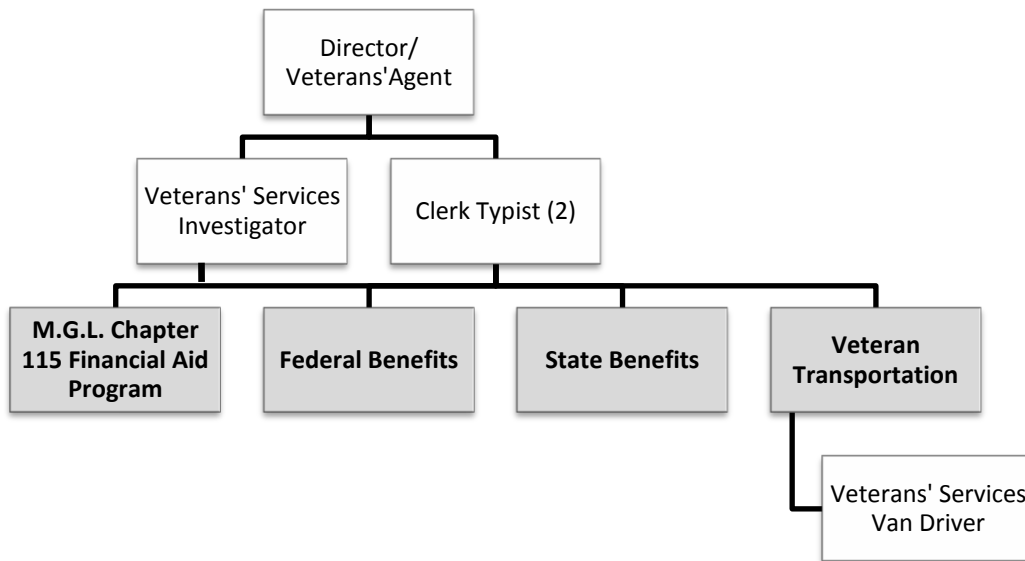 Director/
Veterans'Agent
Veterans' Services
Investigator
Clerk Typist (2)
M.G.L. Chapter
115 Financial Aid
Program
Federal Benefits
State Benefits
Veteran
Transportation
Veterans' Services
Van Driver